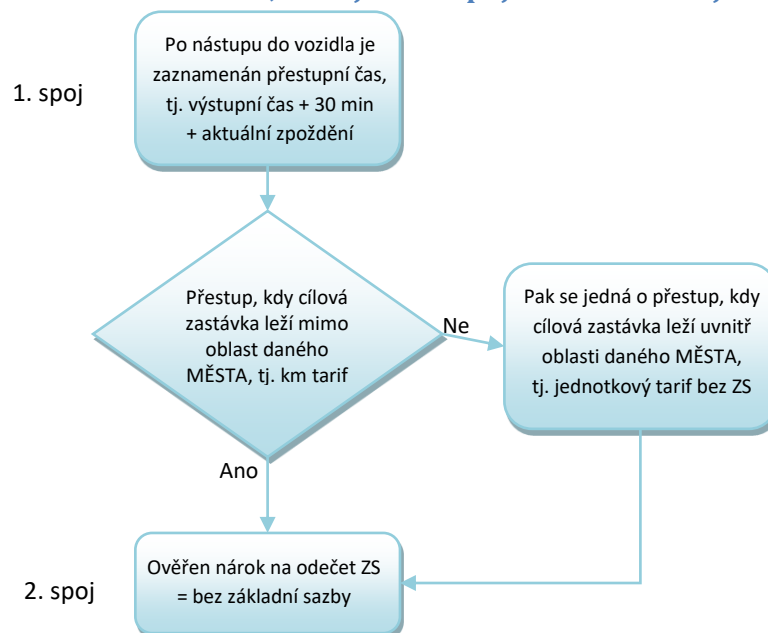 Po nástupu do vozidla je
zaznamenán přestupní čas,
tj. výstupní čas + 30 min
+ aktuální zpoždění
1. spoj
Přestup, kdy cílová
zastávka leží mimo
oblast daného
MĚSTA, tj. km tarif
Ne
Pak se jedná o přestup, kdy
cílová zastávka leží uvnitř
oblasti daného MĚSTA,
tj. jednotkový tarif bez ZS
Ano
Ověřen nárok na odečet ZS
= bez základní sazby
2. spoj